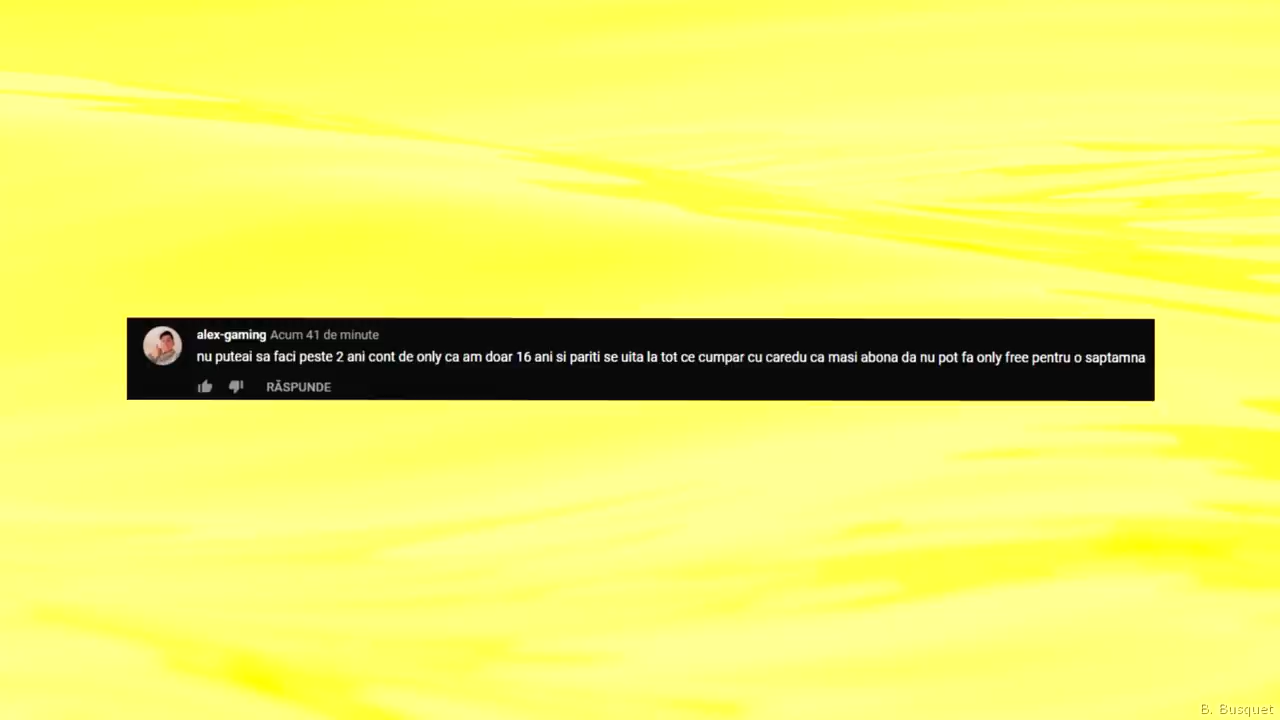 alex-gaming Acum 41 de minute
nu puteai sa faci peste 2 ani cont de only ca am doar 16 ani si pariti se uita la tot ce cumpar cu caredu ca masi abona da nu pot fa only free pentru o saptamna
RĂSPUNDE
B. Busquet